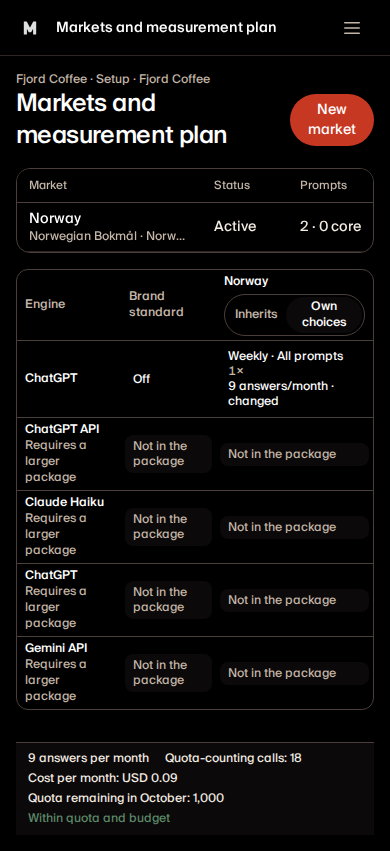 M Markets and measurement plan
Fjord Coffee · Setup · Fjord Coffee
Markets and
measurement plan
New
market
Market Status Prompts
Norway
Norwegian Bokmål · Norw...
Active 2 · 0 core
Engine
Brand
standard
Norway
Inherits
Own
choices
ChatGPT
Off
Weekly · All prompts
1×
9 answers/month ·
changed
ChatGPT API
Requires a
larger
package
Not in the
package
Not in the package
Claude Haiku
Requires a
larger
package
Not in the
package
Not in the package
ChatGPT
Requires a
larger
package
Not in the
package
Not in the package
Gemini API
Requires a
larger
package
Not in the
package
Not in the package
9 answers per month Quota-counting calls: 18
Cost per month: USD 0.09
Quota remaining in October: 1,000
Within quota and budget